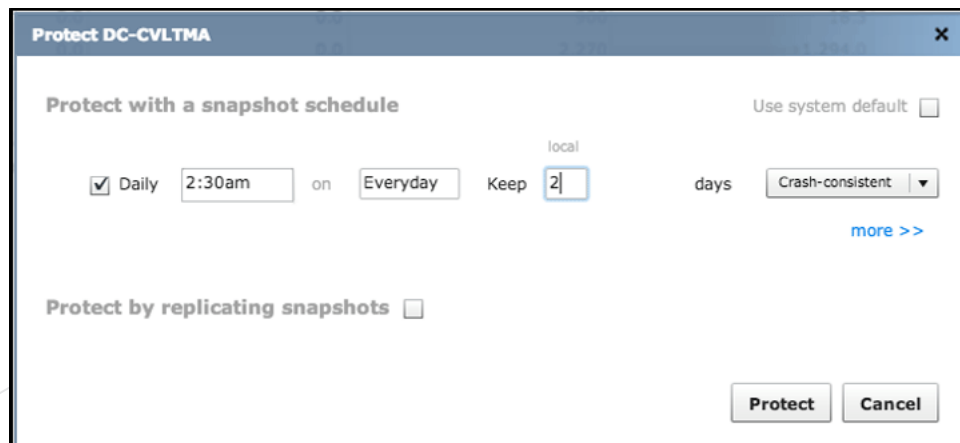 Protect DC-CVLTMA
Protect with a snapshot schedule Use system default
local
Daily 2:30am on Everyday Keep 2 days Crash-consistent
more >>
Protect by replicating snapshots
Protect Cancel